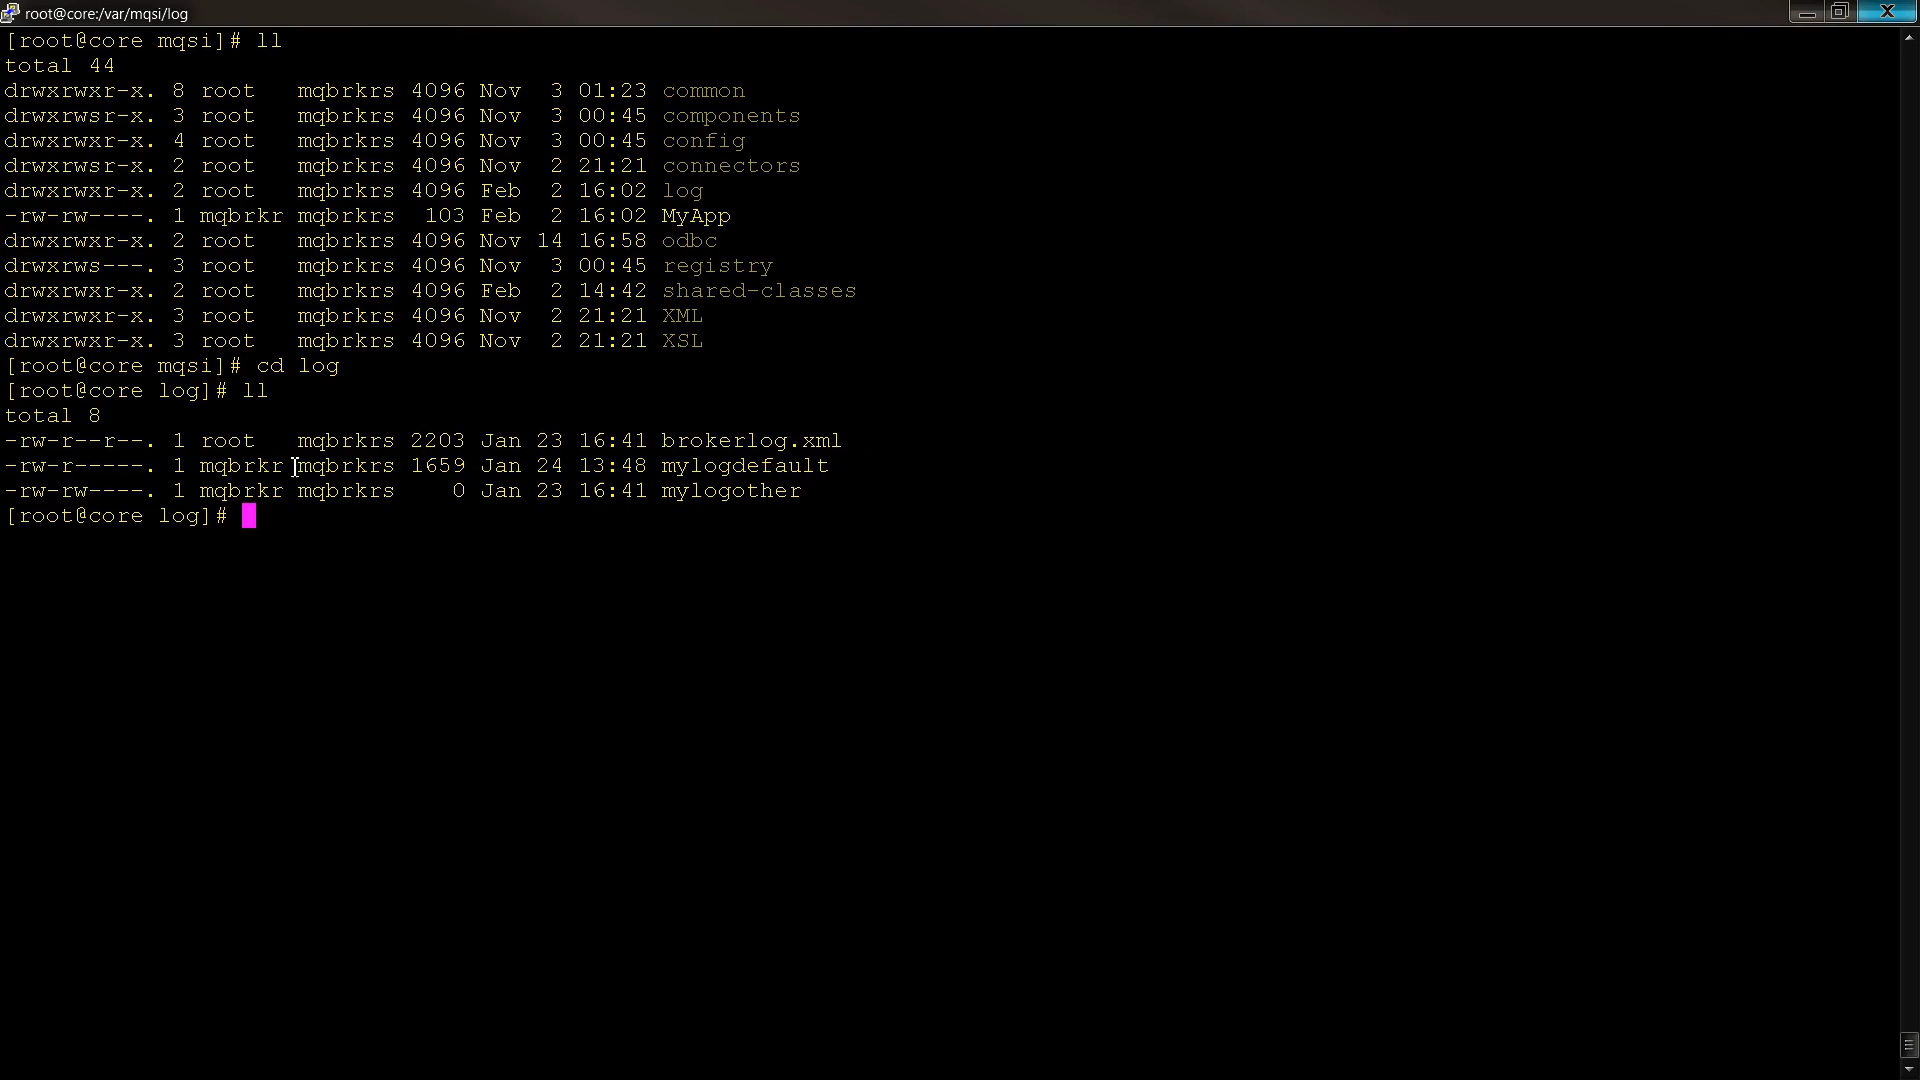 root@core:/var/mqsi/log
[root@core mqsi]# ll
total 44
drwxrwxr-x. 8 root   mqbrkrs 4096 Nov  3 01:23 common
drwxrwsr-x. 3 root   mqbrkrs 4096 Nov  3 00:45 components
drwxrwxr-x. 4 root   mqbrkrs 4096 Nov  3 00:45 config
drwxrwsr-x. 2 root   mqbrkrs 4096 Nov  2 21:21 connectors
drwxrwxr-x. 2 root   mqbrkrs 4096 Feb  2 16:02 log
-rw-rw----. 1 mqbrkr mqbrkrs  103 Feb  2 16:02 MyApp
drwxrwxr-x. 2 root   mqbrkrs 4096 Nov 14 16:58 odbc
drwxrws---. 3 root   mqbrkrs 4096 Nov  3 00:45 registry
drwxrwxr-x. 2 root   mqbrkrs 4096 Feb  2 14:42 shared-classes
drwxrwxr-x. 3 root   mqbrkrs 4096 Nov  2 21:21 XML
drwxrwxr-x. 3 root   mqbrkrs 4096 Nov  2 21:21 XSL
[root@core mqsi]# cd log
[root@core log]# ll
total 8
-rw-r--r--. 1 root   mqbrkrs 2203 Jan 23 16:41 brokerlog.xml
-rw-r-----. 1 mqbrkr mqbrkrs 1659 Jan 24 13:48 mylogdefault
-rw-rw----. 1 mqbrkr mqbrkrs    0 Jan 23 16:41 mylogother
[root@core log]#